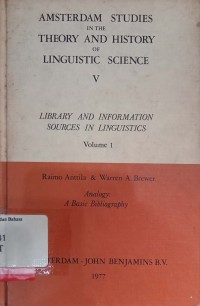 AMSTERDAM STUDIES
IN THE
THEORY AND HISTORY
OF
LINGUISTIC SCIENCE
V
LIBRARY AND INFORMATION
SOURCES IN LINGUISTICS
Volume 1
Raimo Anttila & Warren A. Brewer
Analogy:
A Basic Bibliography
JOHN BENJAMINS B.V.
1977